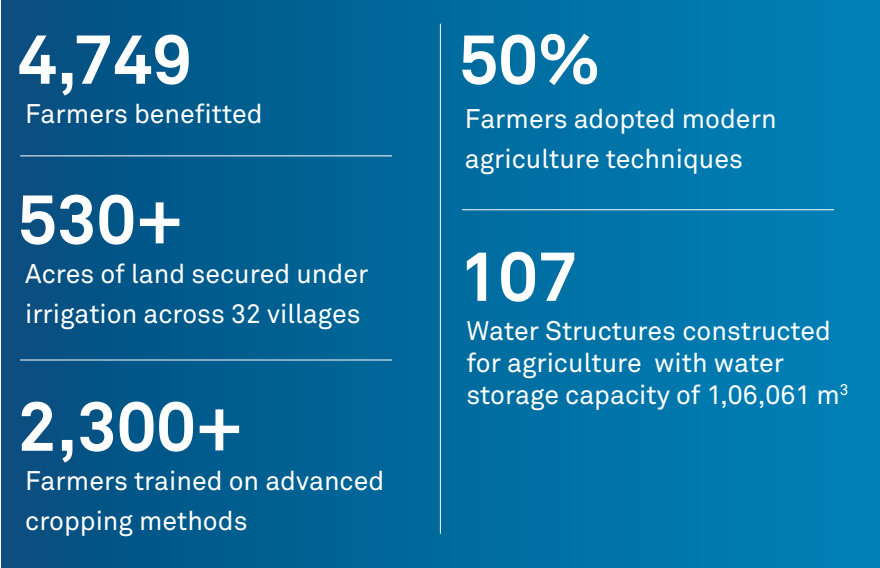 4,749
Farmers benefitted
530+
Acres of land secured under
irrigation across 32 villages
2,300+
Farmers trained on advanced
cropping methods
50%
Farmers adopted modern
agriculture techniques
107
Water Structures constructed
for agriculture with water
storage capacity of 1,06,061 m³